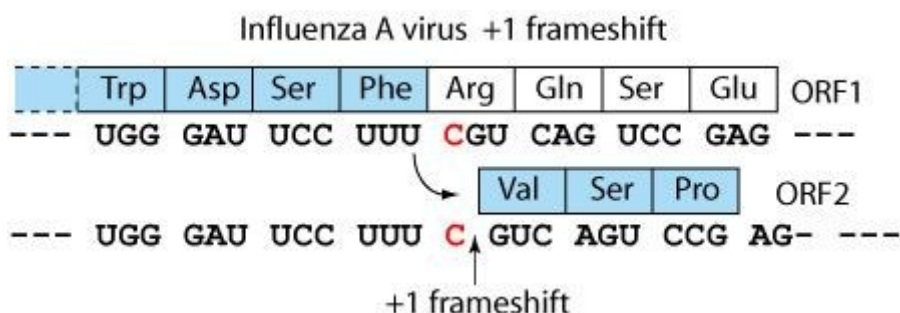 Influenza A virus +1 frameshift
Trp Asp Ser Phe Arg Gln Ser Glu ORF1
--- UGG GAU UCC UUU CGU CAG UCC GAG ---
Val Ser Pro ORF2
--- UGG GAU UCC UUU C GUC AGU CCG AG- ---
+1 frameshift